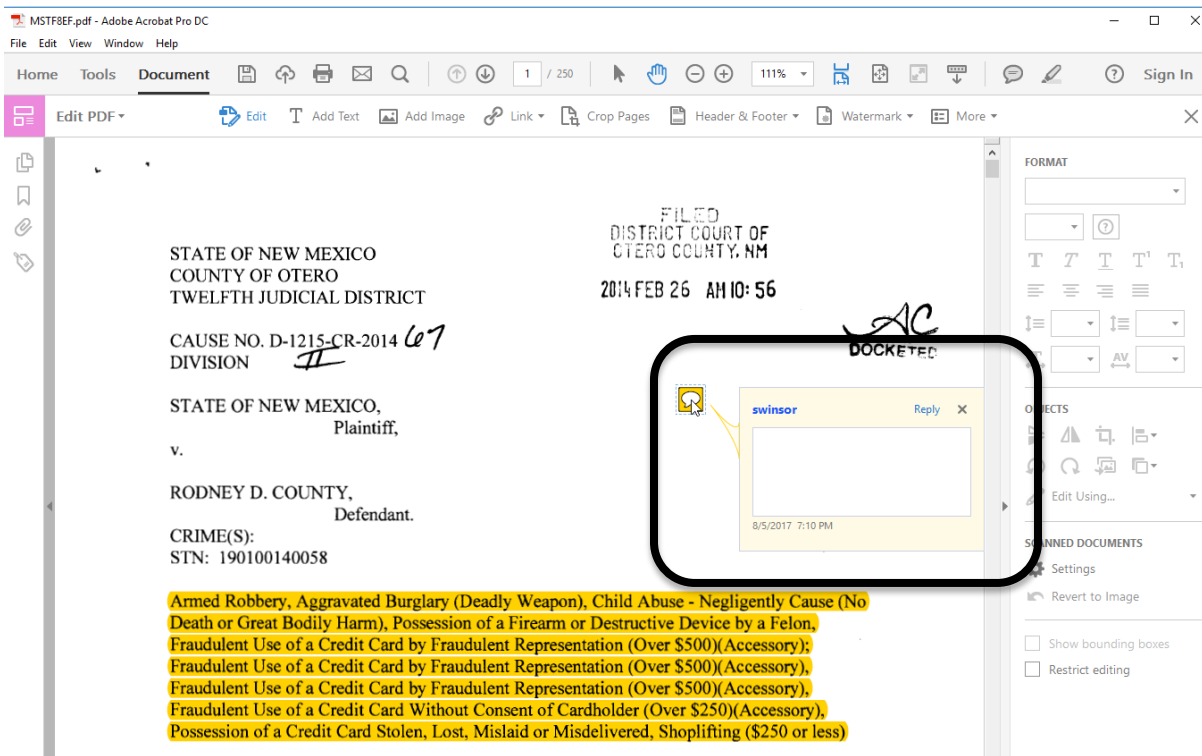 MSTF8EF.pdf - Adobe Acrobat Pro DC
File Edit View Window Help
Home Tools Document 1 / 250 111% Sign In
Edit PDF Edit Add Text Add Image Link Crop Pages Header & Footer Watermark More
FILED
DISTRICT COURT OF
OTERO COUNTY, NM
2014 FEB 26 AM 10: 56
STATE OF NEW MEXICO
COUNTY OF OTERO
TWELFTH JUDICIAL DISTRICT
AC
DOCKETED
CAUSE NO. D-1215-CR-2014 67
DIVISION II
STATE OF NEW MEXICO,
Plaintiff,
v.
RODNEY D. COUNTY,
Defendant.
CRIME(S):
STN: 190100140058
swinsor Reply
8/5/2017 7:10 PM
Armed Robbery, Aggravated Burglary (Deadly Weapon), Child Abuse - Negligently Cause (No
Death or Great Bodily Harm), Possession of a Firearm or Destructive Device by a Felon,
Fraudulent Use of a Credit Card by Fraudulent Representation (Over $500)(Accessory);
Fraudulent Use of a Credit Card by Fraudulent Representation (Over $500)(Accessory),
Fraudulent Use of a Credit Card by Fraudulent Representation (Over $500)(Accessory),
Fraudulent Use of a Credit Card Without Consent of Cardholder (Over $250)(Accessory),
Possession of a Credit Card Stolen, Lost, Mislaid or Misdelivered, Shoplifting ($250 or less)
FORMAT
T T T T¹ T₁
AV
Edit Using...
SCANNED DOCUMENTS
Settings
Revert to Image
Show bounding boxes
Restrict editing